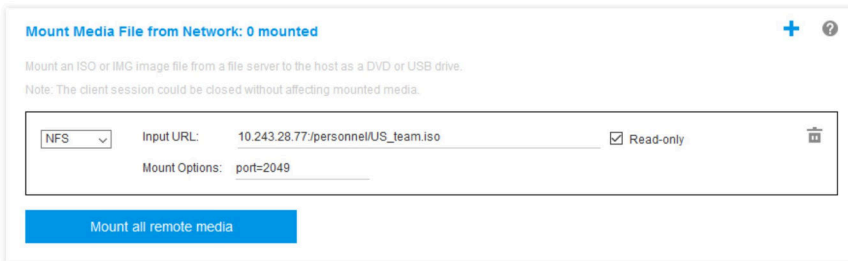 Mount Media File from Network: 0 mounted
Mount an ISO or IMG image file from a file server to the host as a DVD or USB drive.
Note: The client session could be closed without affecting mounted media.
NFS Input URL: 10.243.28.77:/personnel/US_team.iso Read-only
Mount Options: port=2049
Mount all remote media